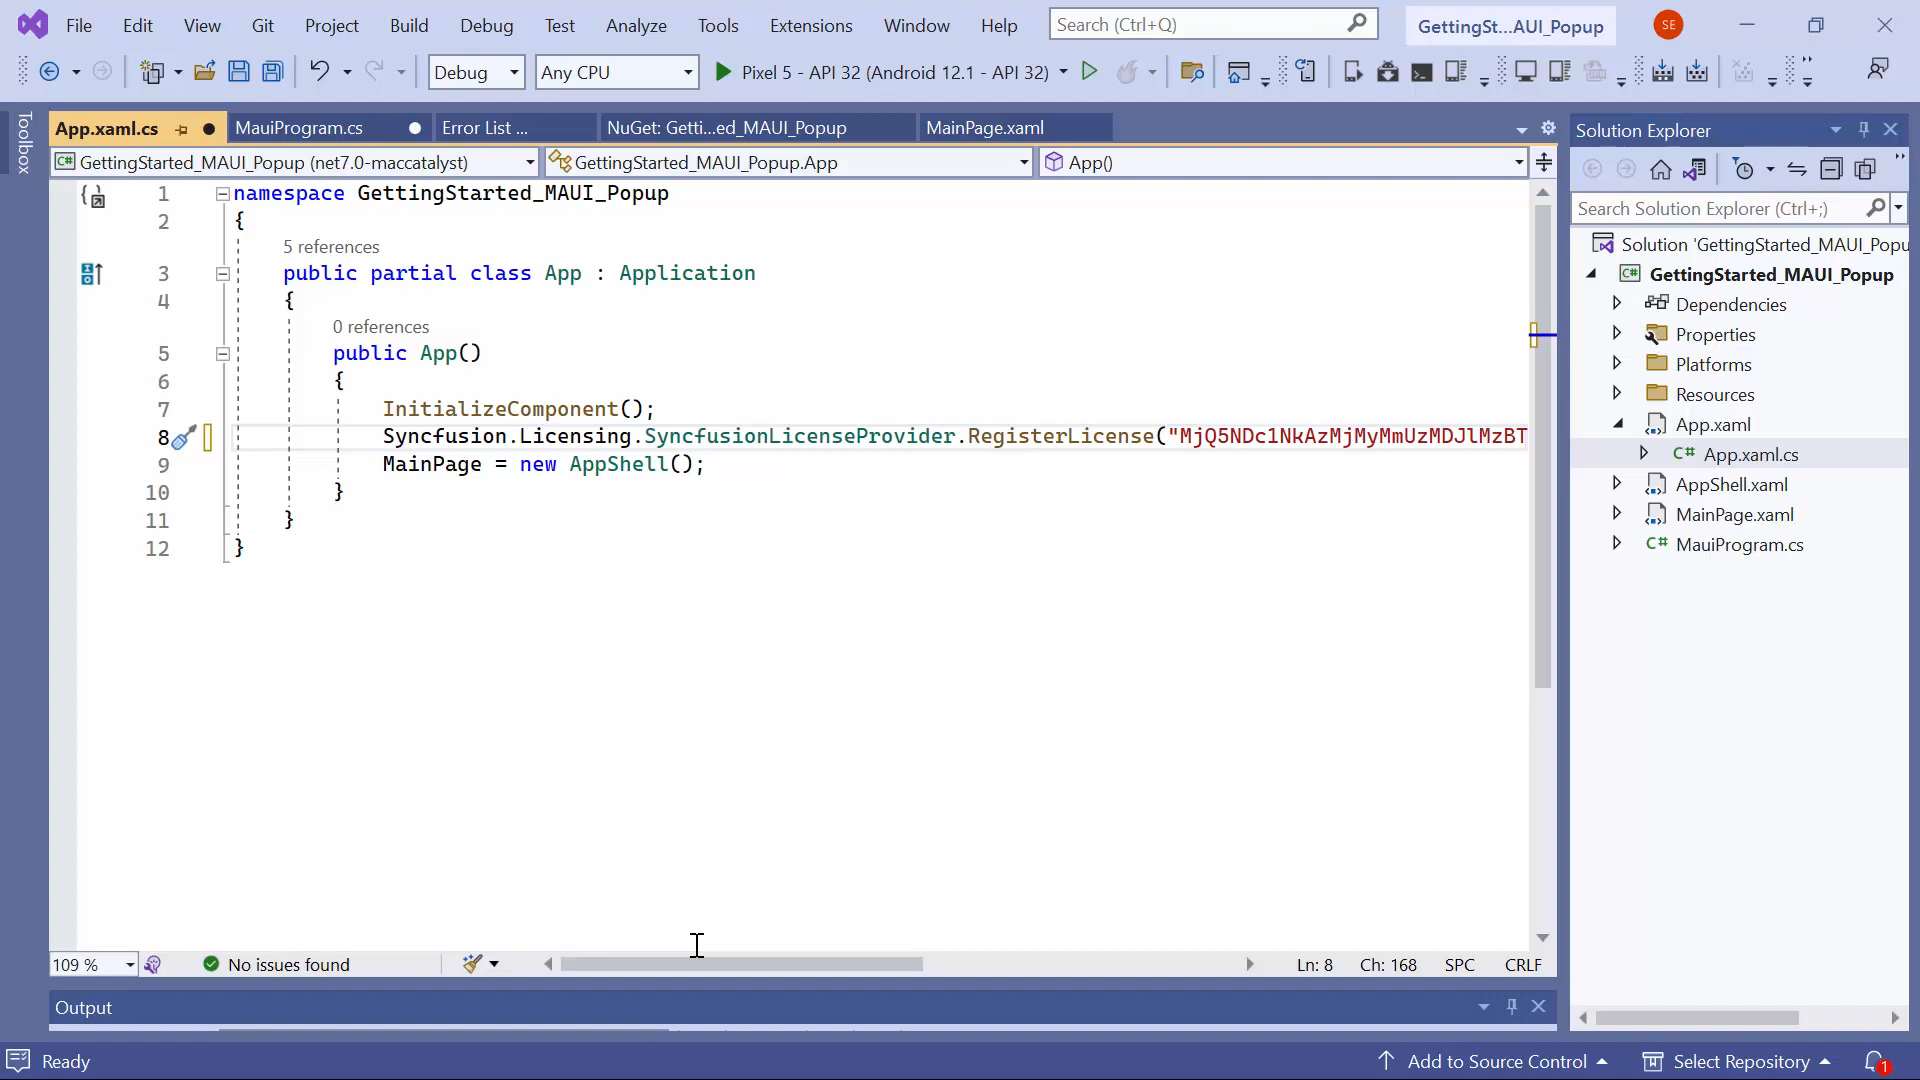 File Edit View Git Project Build Debug Test Analyze Tools Extensions Window Help Search (Ctrl+Q) GettingSt...AUI_Popup SE
Debug Any CPU Pixel 5 - API 32 (Android 12.1 - API 32)
Toolbox
App.xaml.cs MauiProgram.cs Error List ... NuGet: Getti...ed_MAUI_Popup MainPage.xaml
GettingStarted_MAUI_Popup (net7.0-maccatalyst) GettingStarted_MAUI_Popup.App App()
1 namespace GettingStarted_MAUI_Popup
2 {
5 references
3 public partial class App : Application
4 {
0 references
5 public App()
6 {
7 InitializeComponent();
8 Syncfusion.Licensing.SyncfusionLicenseProvider.RegisterLicense("MjQ5NDc1NkAzMjMyMmUzMDJlMzBT
9 MainPage = new AppShell();
10 }
11 }
12 }
109 % No issues found Ln: 8 Ch: 168 SPC CRLF
Output
Solution Explorer
Search Solution Explorer (Ctrl+;)
Solution 'GettingStarted_MAUI_Popu
GettingStarted_MAUI_Popup
Dependencies
Properties
Platforms
Resources
App.xaml
App.xaml.cs
AppShell.xaml
MainPage.xaml
MauiProgram.cs
Ready Add to Source Control Select Repository 1